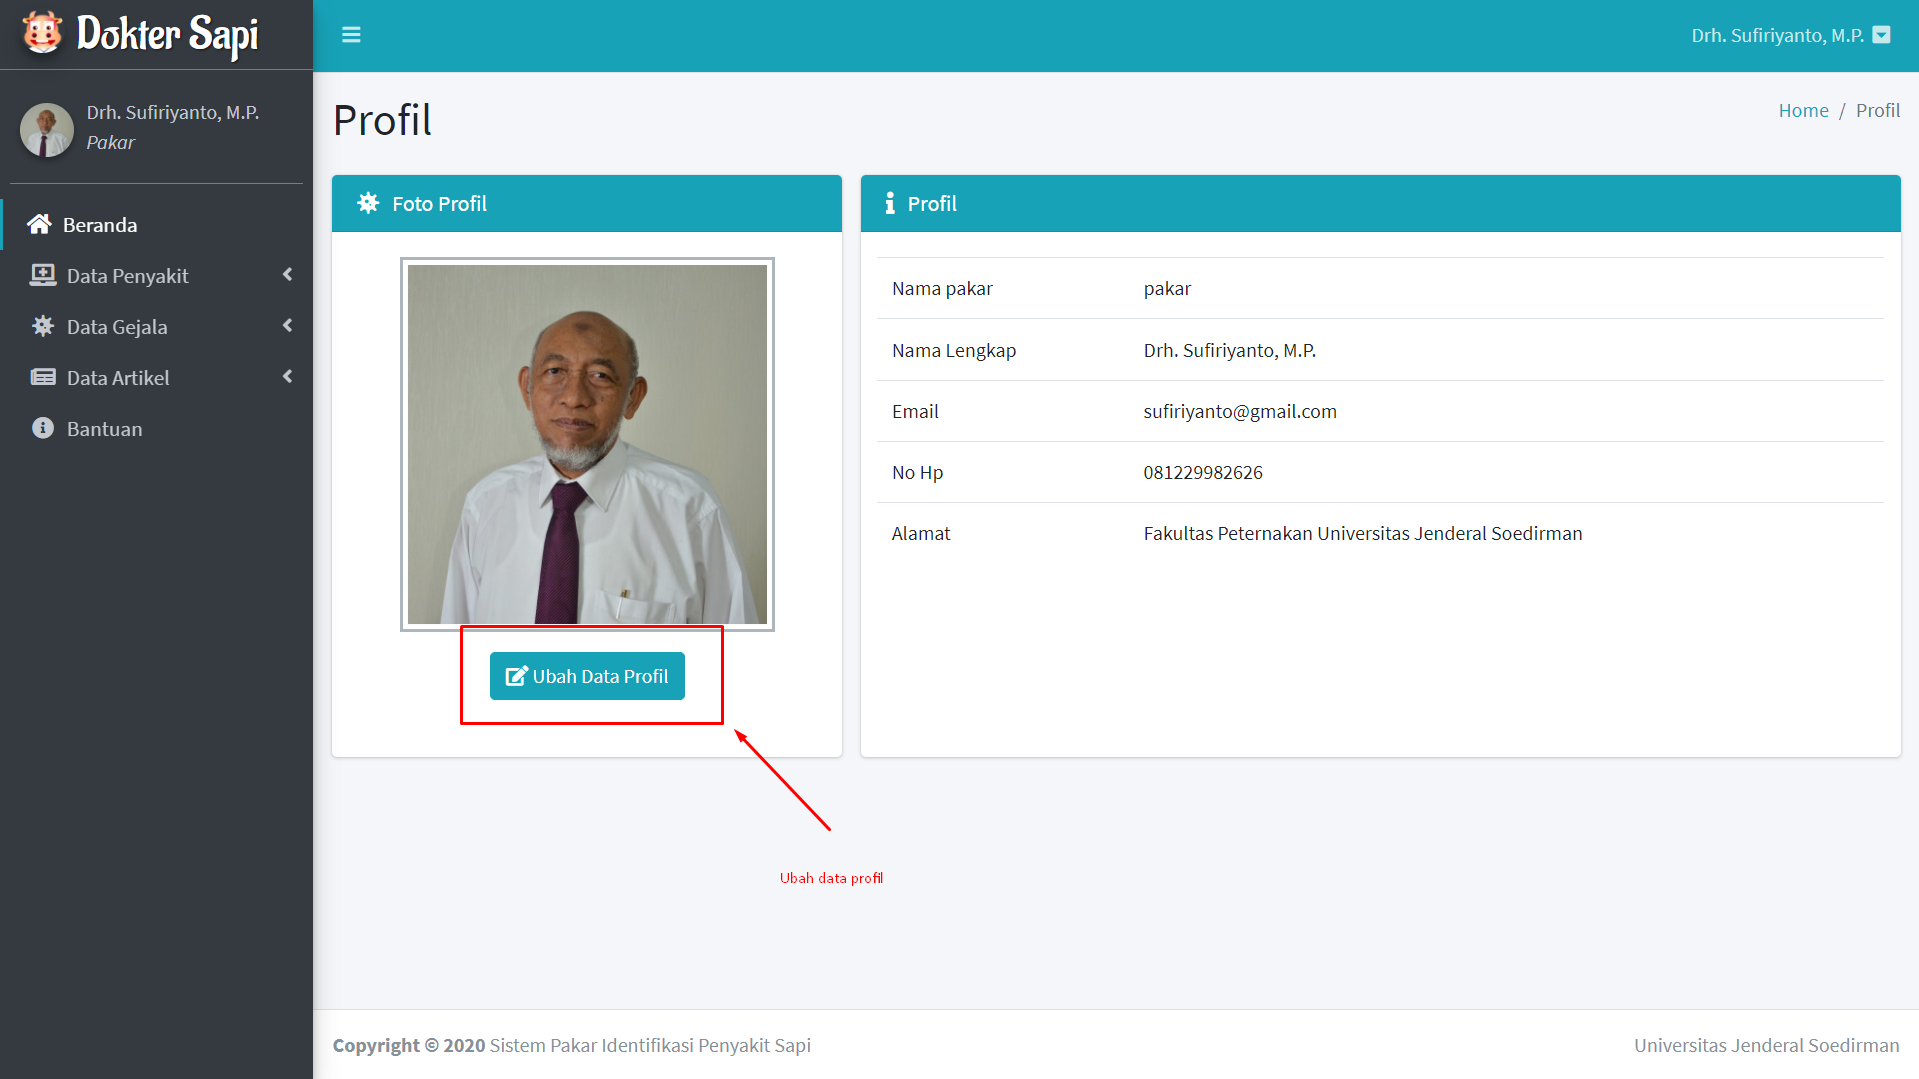 Dokter Sapi
Drh. Sufiriyanto, M.P.
Drh. Sufiriyanto, M.P.
Pakar
Beranda
Data Penyakit
Data Gejala
Data Artikel
Bantuan
Profil
Home / Profil
Foto Profil
Ubah Data Profil
Profil
Nama pakar pakar
Nama Lengkap Drh. Sufiriyanto, M.P.
Email sufiriyanto@gmail.com
No Hp 081229982626
Alamat Fakultas Peternakan Universitas Jenderal Soedirman
Ubah data profil
Copyright © 2020 Sistem Pakar Identifikasi Penyakit Sapi
Universitas Jenderal Soedirman